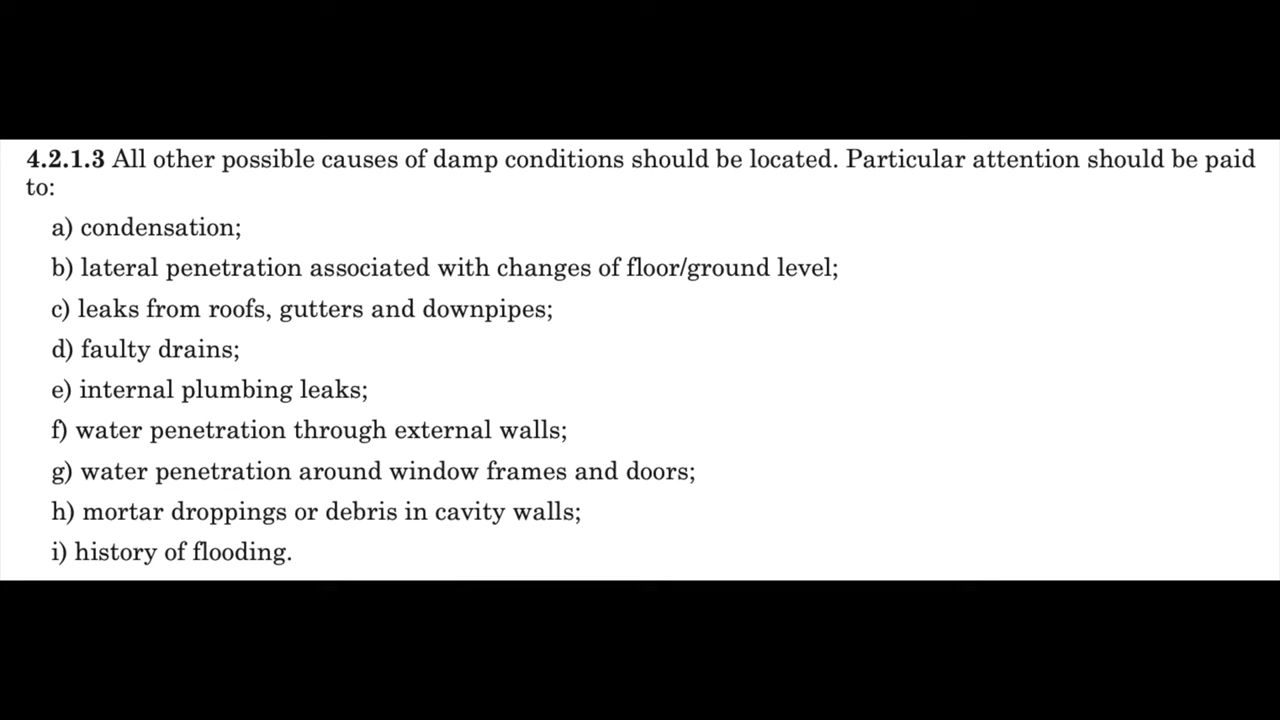 4.2.1.3 All other possible causes of damp conditions should be located. Particular attention should be paid
to:
a) condensation;
b) lateral penetration associated with changes of floor/ground level;
c) leaks from roofs, gutters and downpipes;
d) faulty drains;
e) internal plumbing leaks;
f) water penetration through external walls;
g) water penetration around window frames and doors;
h) mortar droppings or debris in cavity walls;
i) history of flooding.